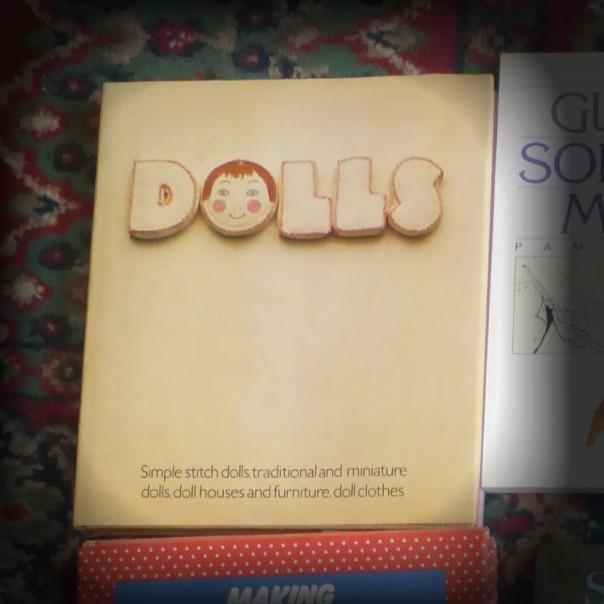 DOLLS
Simple stitch dolls, traditional and miniature
dolls, doll houses and furniture, doll clothes
MAKING
P A M